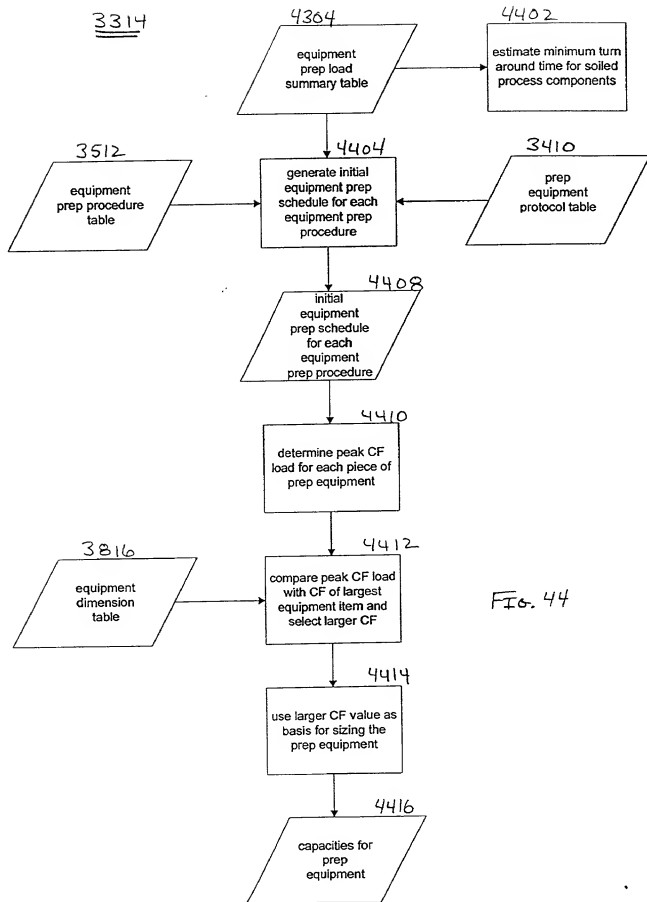 3314
4304
equipment
prep load
summary table
4402
estimate minimum turn
around time for soiled
process components
3512
equipment
prep procedure
table
4404
generate initial
equipment prep
schedule for each
equipment prep
procedure
3410
prep
equipment
protocol table
4408
initial
equipment
prep schedule
for each
equipment
prep procedure
4410
determine peak CF
load for each piece of
prep equipment
3816
equipment
dimension
table
4412
compare peak CF load
with CF of largest
equipment item and
select larger CF
FIG. 44
4414
use larger CF value as
basis for sizing the
prep equipment
4416
capacities for
prep
equipment